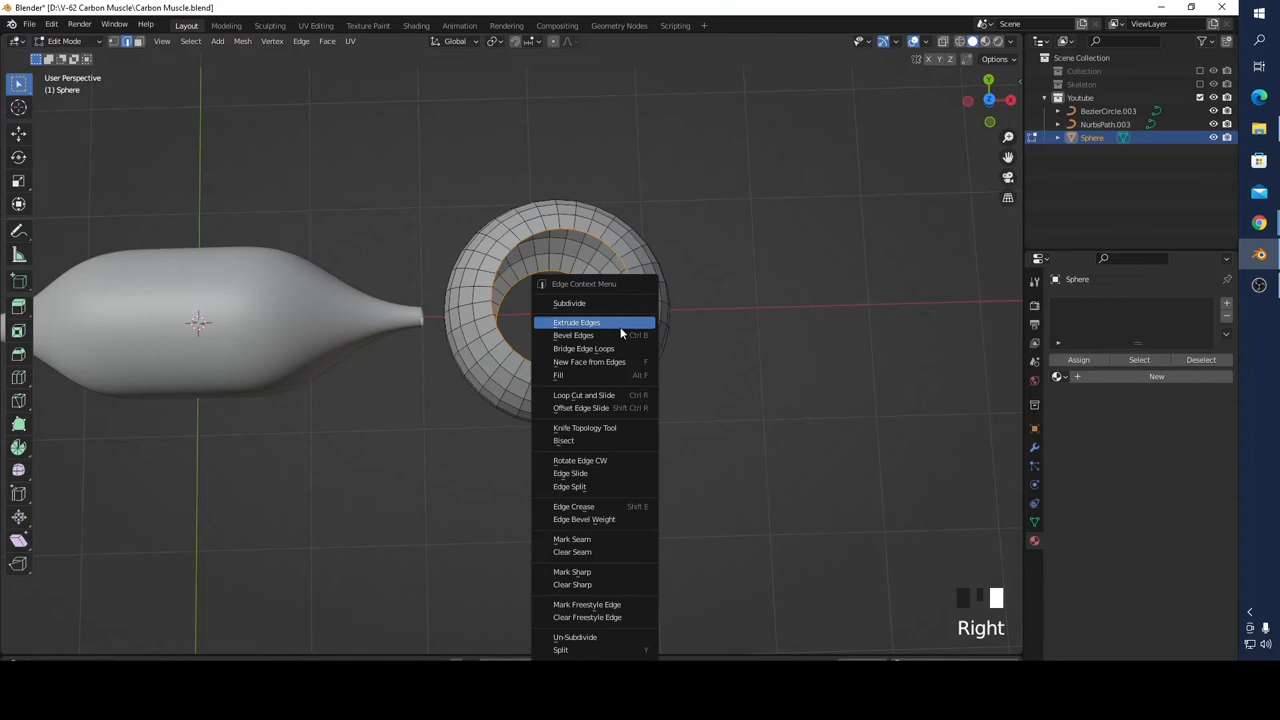 Blender* [D:\V-62 Carbon Muscle\Carbon Muscle.blend]
File Edit Render Window Help Layout Modeling Sculpting UV Editing Texture Paint Shading Animation Rendering Compositing Geometry Nodes Scripting + Scene ViewLayer
Edit Mode View Select Add Mesh Vertex Edge Face UV Global
X Y Z Options
User Perspective
(1) Sphere
Scene Collection
Collection
Skeleton
Youtube
BezierCircle.003
NurbsPath.003
Sphere
Y
X
Z
Edge Context Menu
Subdivide
Extrude Edges
Bevel Edges Ctrl B
Bridge Edge Loops
New Face from Edges F
Fill Alt F
Loop Cut and Slide Ctrl R
Offset Edge Slide Shift Ctrl R
Knife Topology Tool
Bisect
Rotate Edge CW
Edge Slide
Edge Split
Edge Crease Shift E
Edge Bevel Weight
Mark Seam
Clear Seam
Mark Sharp
Clear Sharp
Mark Freestyle Edge
Clear Freestyle Edge
Un-Subdivide
Split Y
Sphere
Assign Select Deselect
New
Right